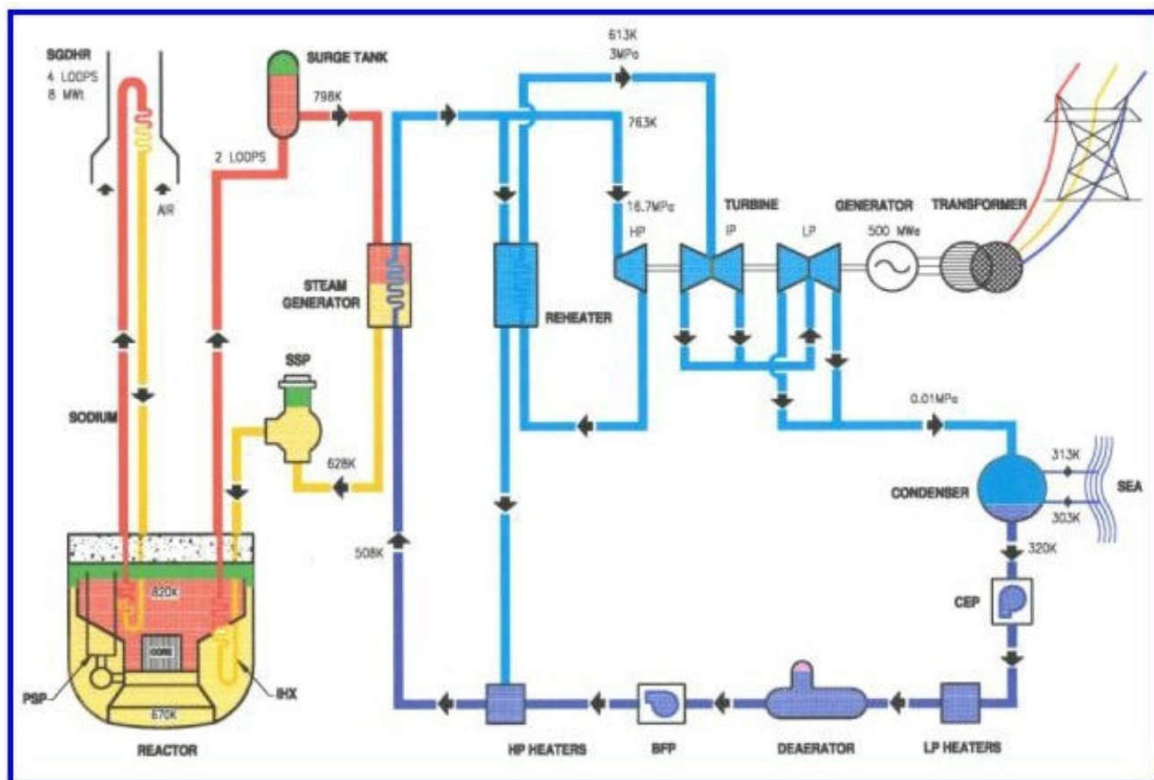 SGDHR
4 LOOPS
8 MWt
AIR
SURGE TANK
798K
2 LOOPS
613K
3MPa
763K
16.7MPa
HP
TURBINE
IP
LP
GENERATOR
500 MWe
TRANSFORMER
STEAM
GENERATOR
REHEATER
SSP
SODIUM
628K
0.01MPa
313K
CONDENSER
SEA
303K
508K
320K
CEP
820K
CORE
PSP
IHX
670K
REACTOR
HP HEATERS
BFP
DEAERATOR
LP HEATERS